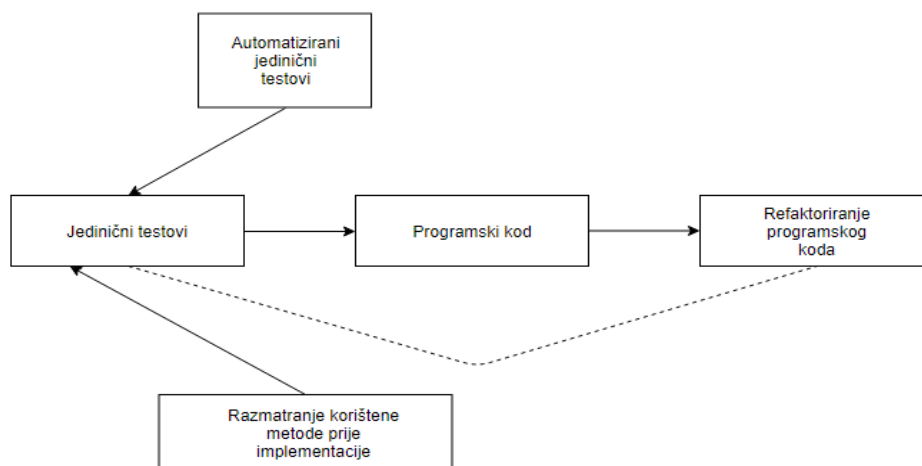 Automatizirani
jedinični
testovi
Jedinični testovi
Programski kod
Refaktoriranje
programskog
koda
Razmatranje korištene
metode prije
implementacije